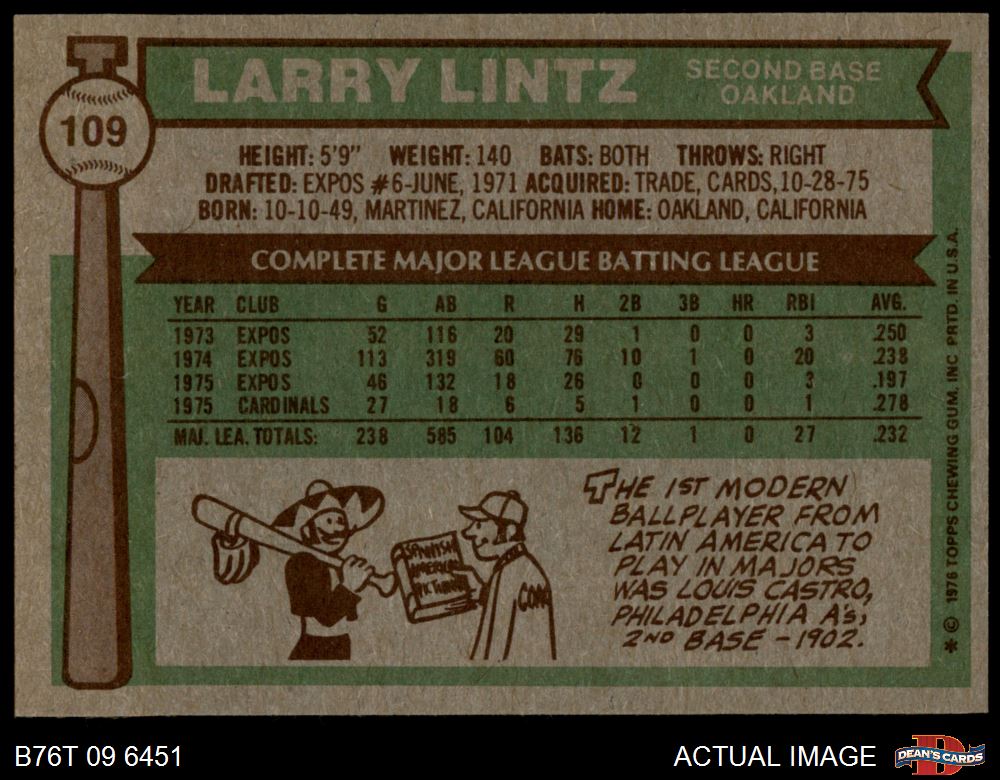 LARRY LINTZ
SECOND BASE
OAKLAND
109
HEIGHT: 5'9" WEIGHT: 140 BATS: BOTH THROWS: RIGHT
DRAFTED: EXPOS #6-JUNE, 1971 ACQUIRED: TRADE, CARDS, 10-28-75
BORN: 10-10-49, MARTINEZ, CALIFORNIA HOME: OAKLAND, CALIFORNIA
COMPLETE MAJOR LEAGUE BATTING LEAGUE
YEAR CLUB G AB R H 2B 3B HR RBI AVG.
1973 EXPOS 52 116 20 29 1 0 0 3 .250
1974 EXPOS 113 319 60 76 10 1 0 20 .238
1975 EXPOS 46 132 18 26 0 0 0 3 .197
1975 CARDINALS 27 18 6 5 1 0 0 1 .278
MAJ. LEA. TOTALS: 238 585 104 136 12 1 0 27 .232
THE 1ST MODERN
BALLPLAYER FROM
LATIN AMERICA TO
PLAY IN MAJORS
WAS LOUIS CASTRO,
PHILADELPHIA A's,
2ND BASE - 1902.
SPANISH
AMERICAN
COA
* © 1976 TOPPS CHEWING GUM, INC PRTD. IN U.S.A.
B76T 09 6451
ACTUAL IMAGE
D
DEAN'S CARDS